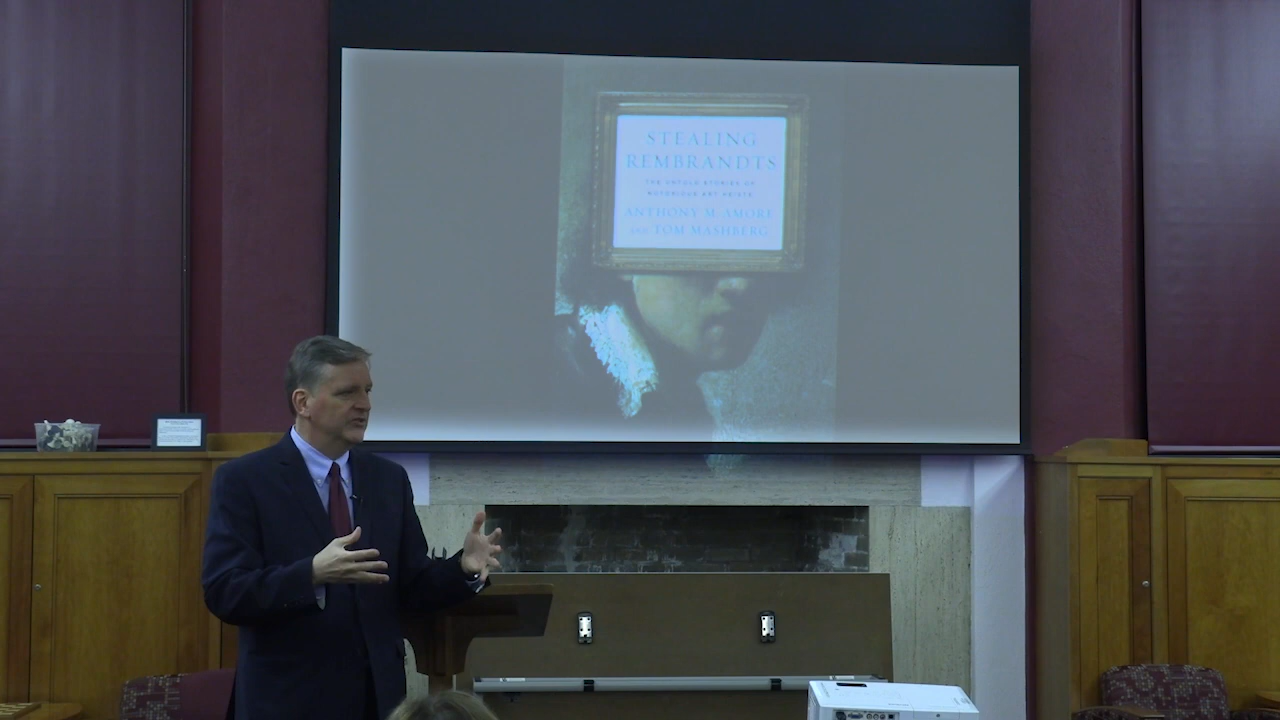 STEALING
REMBRANDTS
THE UNTOLD STORIES OF
NOTORIOUS ART HEISTS
ANTHONY M. AMORE
AND TOM MASHBERG